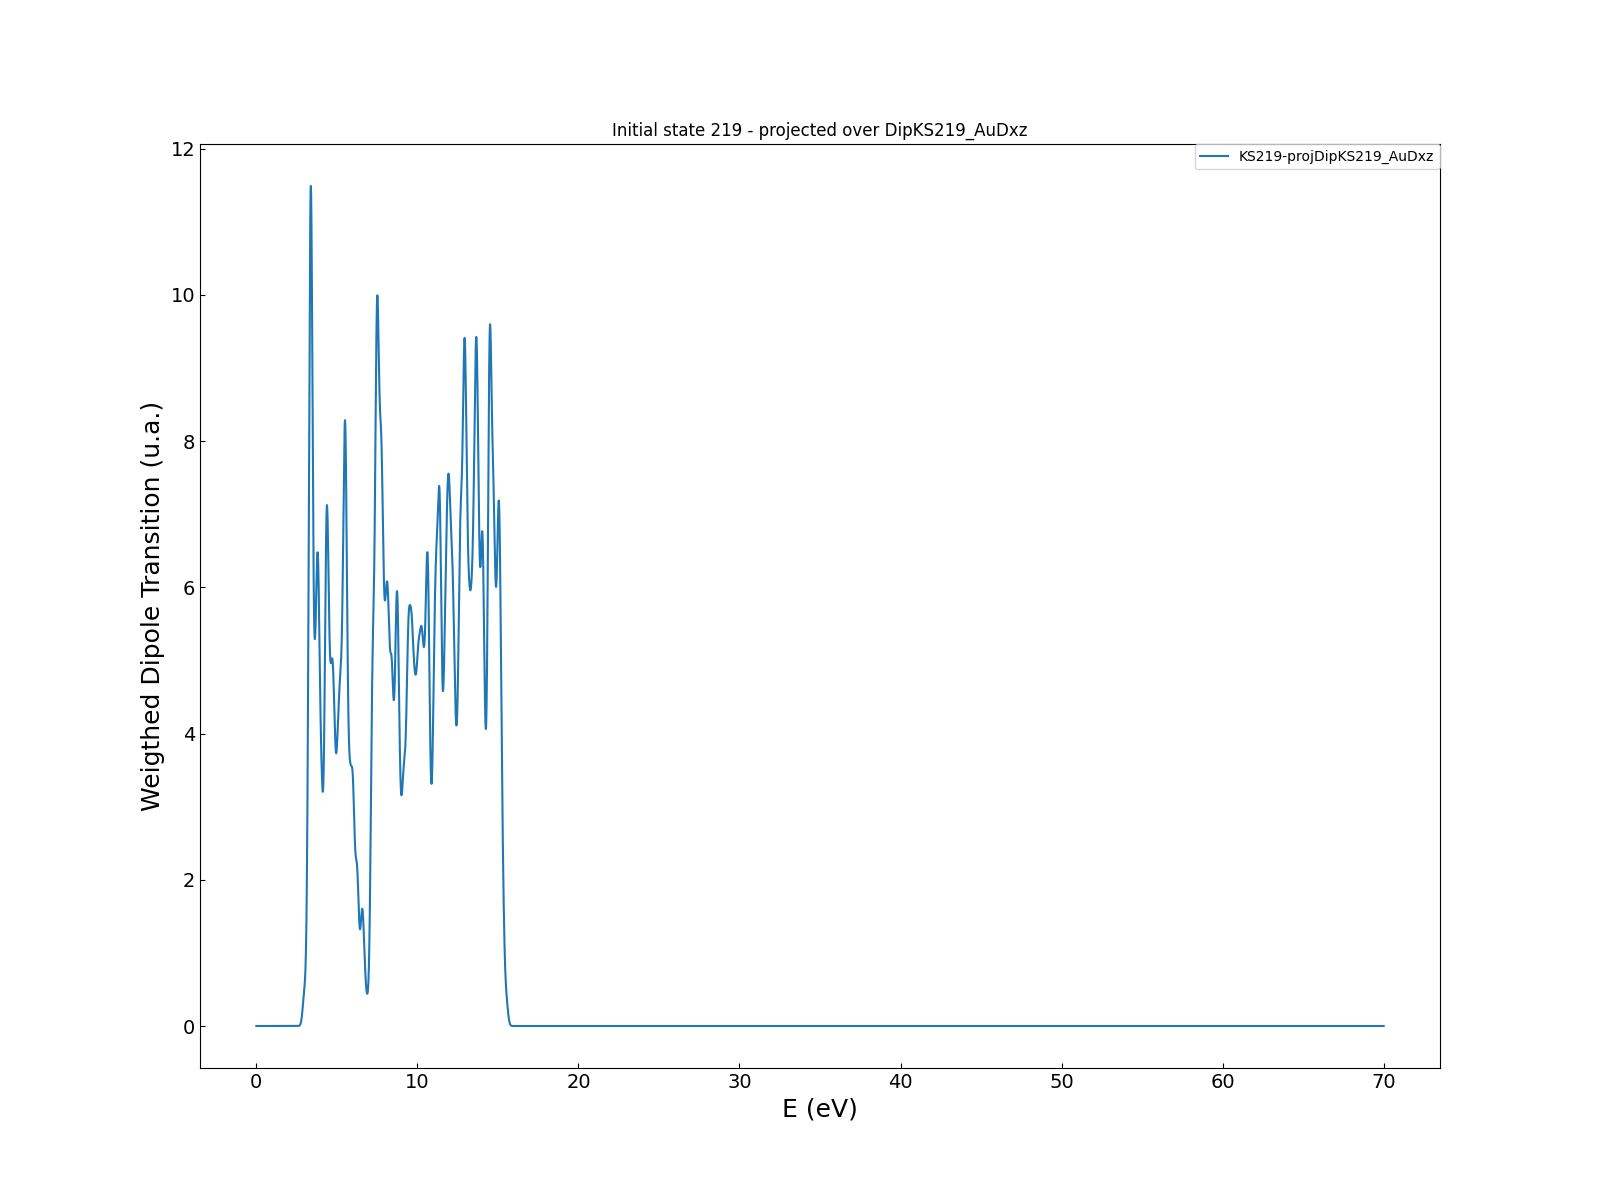 Initial state 219 - projected over DipKS219_AuDxz
KS219-projDipKS219_AuDxz
Weigthed Dipole Transition (u.a.)
12
10
8
6
4
2
0
0 10 20 30 40 50 60 70
E (eV)